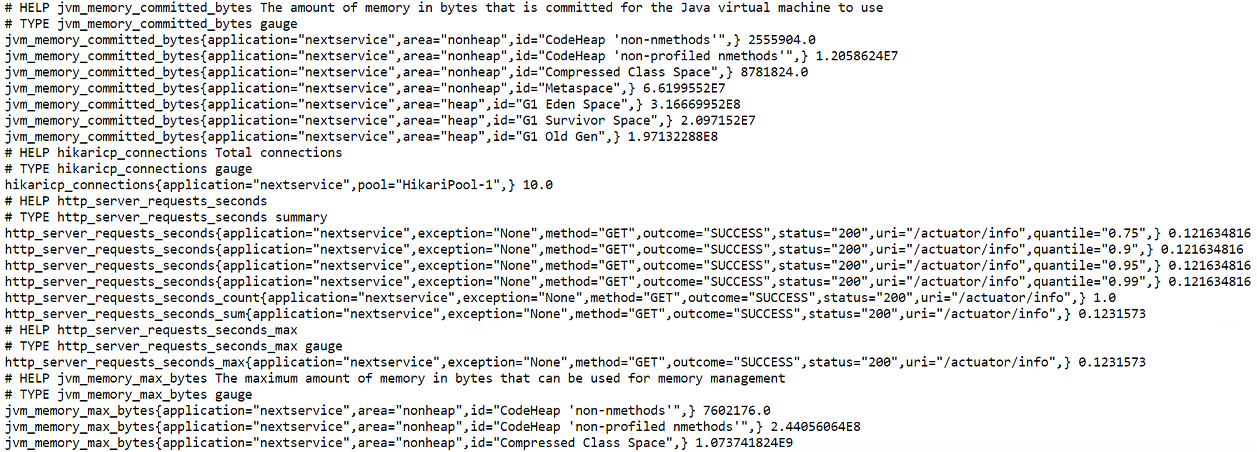 # HELP jvm_memory_committed_bytes The amount of memory in bytes that is committed for the Java virtual machine to use
# TYPE jvm_memory_committed_bytes gauge
jvm_memory_committed_bytes{application="nextservice",area="nonheap",id="CodeHeap 'non-nmethods'",} 2555904.0
jvm_memory_committed_bytes{application="nextservice",area="nonheap",id="CodeHeap 'non-profiled nmethods'",} 1.2058624E7
jvm_memory_committed_bytes{application="nextservice",area="nonheap",id="Compressed Class Space",} 8781824.0
jvm_memory_committed_bytes{application="nextservice",area="nonheap",id="Metaspace",} 6.6199552E7
jvm_memory_committed_bytes{application="nextservice",area="heap",id="G1 Eden Space",} 3.16669952E8
jvm_memory_committed_bytes{application="nextservice",area="heap",id="G1 Survivor Space",} 2.097152E7
jvm_memory_committed_bytes{application="nextservice",area="heap",id="G1 Old Gen",} 1.97132288E8
# HELP hikaricp_connections Total connections
# TYPE hikaricp_connections gauge
hikaricp_connections{application="nextservice",pool="HikariPool-1",} 10.0
# HELP http_server_requests_seconds
# TYPE http_server_requests_seconds summary
http_server_requests_seconds{application="nextservice",exception="None",method="GET",outcome="SUCCESS",status="200",uri="/actuator/info",quantile="0.75",} 0.121634816
http_server_requests_seconds{application="nextservice",exception="None",method="GET",outcome="SUCCESS",status="200",uri="/actuator/info",quantile="0.9",} 0.121634816
http_server_requests_seconds{application="nextservice",exception="None",method="GET",outcome="SUCCESS",status="200",uri="/actuator/info",quantile="0.95",} 0.121634816
http_server_requests_seconds{application="nextservice",exception="None",method="GET",outcome="SUCCESS",status="200",uri="/actuator/info",quantile="0.99",} 0.121634816
http_server_requests_seconds_count{application="nextservice",exception="None",method="GET",outcome="SUCCESS",status="200",uri="/actuator/info",} 1.0
http_server_requests_seconds_sum{application="nextservice",exception="None",method="GET",outcome="SUCCESS",status="200",uri="/actuator/info",} 0.1231573
# HELP http_server_requests_seconds_max
# TYPE http_server_requests_seconds_max gauge
http_server_requests_seconds_max{application="nextservice",exception="None",method="GET",outcome="SUCCESS",status="200",uri="/actuator/info",} 0.1231573
# HELP jvm_memory_max_bytes The maximum amount of memory in bytes that can be used for memory management
# TYPE jvm_memory_max_bytes gauge
jvm_memory_max_bytes{application="nextservice",area="nonheap",id="CodeHeap 'non-nmethods'",} 7602176.0
jvm_memory_max_bytes{application="nextservice",area="nonheap",id="CodeHeap 'non-profiled nmethods'",} 2.44056064E8
jvm_memory_max_bytes{application="nextservice",area="nonheap",id="Compressed Class Space",} 1.073741824E9